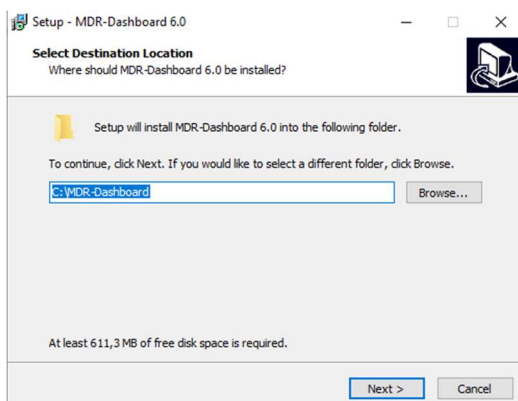 Setup - MDR-Dashboard 6.0
Select Destination Location
Where should MDR-Dashboard 6.0 be installed?
Setup will install MDR-Dashboard 6.0 into the following folder.
To continue, click Next. If you would like to select a different folder, click Browse.
C:\MDR-Dashboard
Browse...
At least 611,3 MB of free disk space is required.
Next >
Cancel